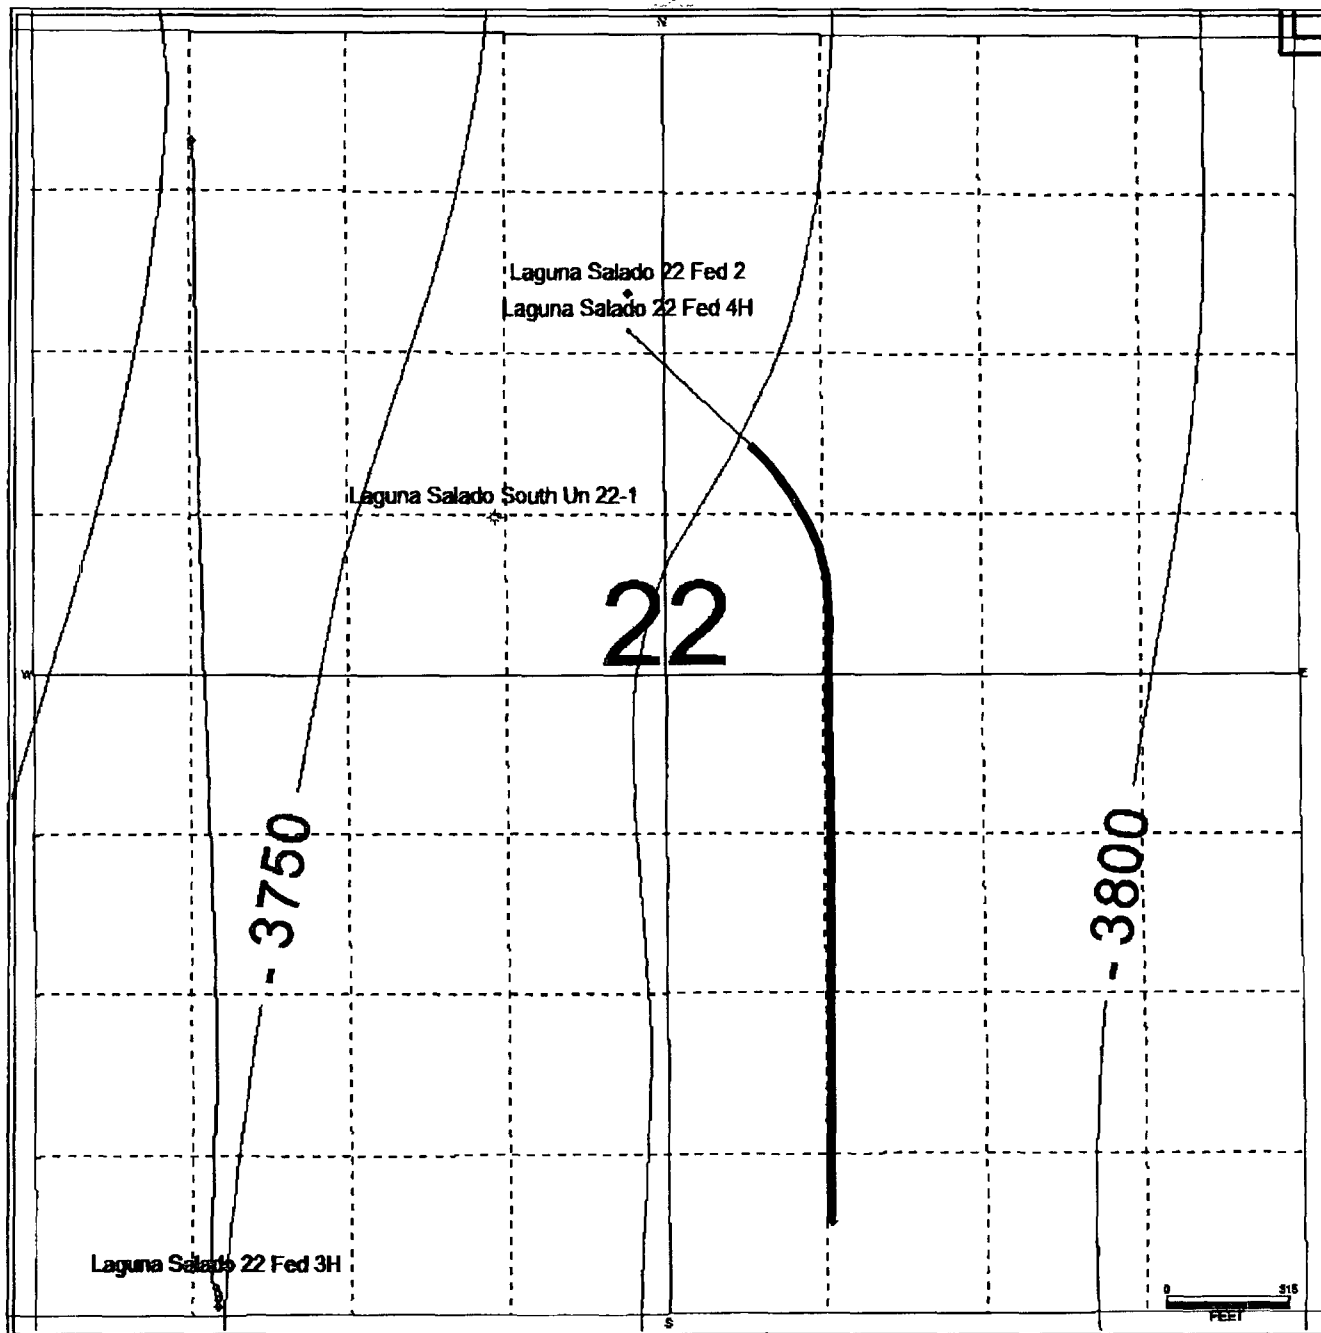 N
Laguna Salado 22 Fed 2
Laguna Salado 22 Fed 4H
Laguna Salado South Un 22-1
22
W
E
- 3750
- 3800
Laguna Salado 22 Fed 3H
0 315
FEET
S